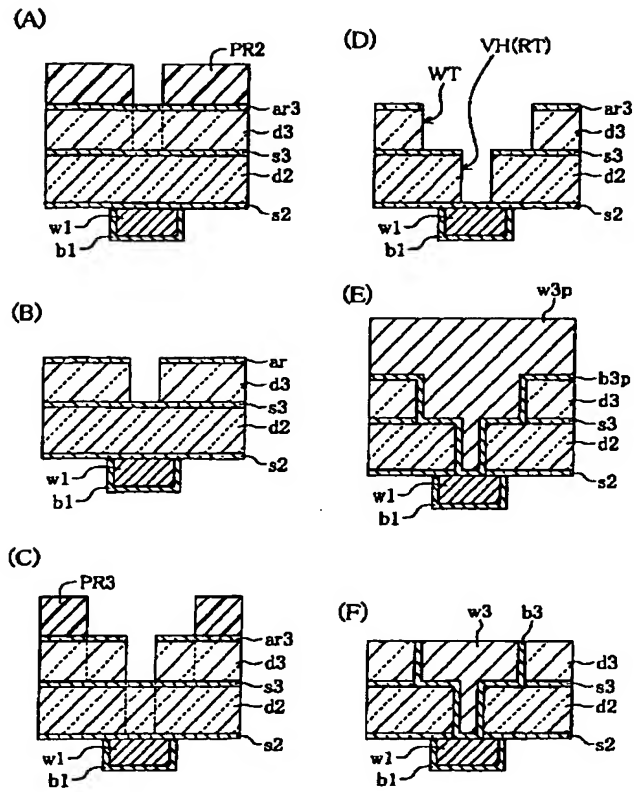 (A)
PR2
ar3
d3
s3
d2
s2
w1
b1
(B)
ar
d3
s3
d2
s2
w1
b1
(C)
PR3
ar3
d3
s3
d2
s2
w1
b1
(D)
VH(RT)
WT
ar3
d3
s3
d2
s2
w1
b1
(E)
w3p
b3p
d3
s3
d2
s2
w1
b1
(F)
w3
b3
d3
s3
d2
s2
w1
b1